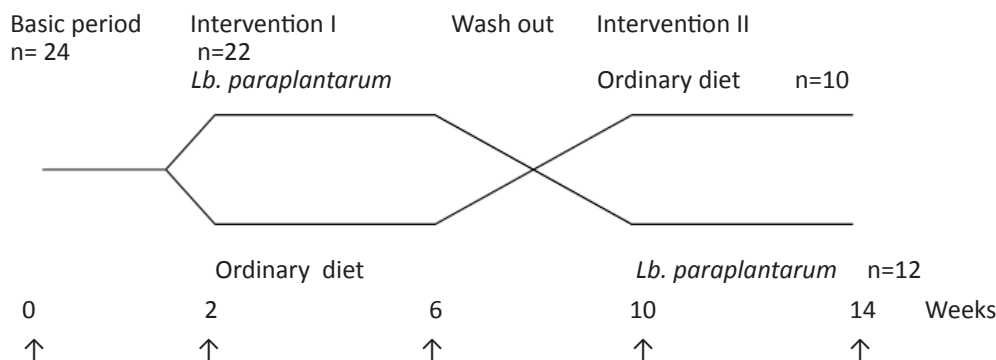 Basic period Intervention I Wash out Intervention II
n= 24 n=22
Lb. paraplantarum Ordinary diet n=10
Ordinary diet Lb. paraplantarum n=12
0 2 6 10 14 Weeks